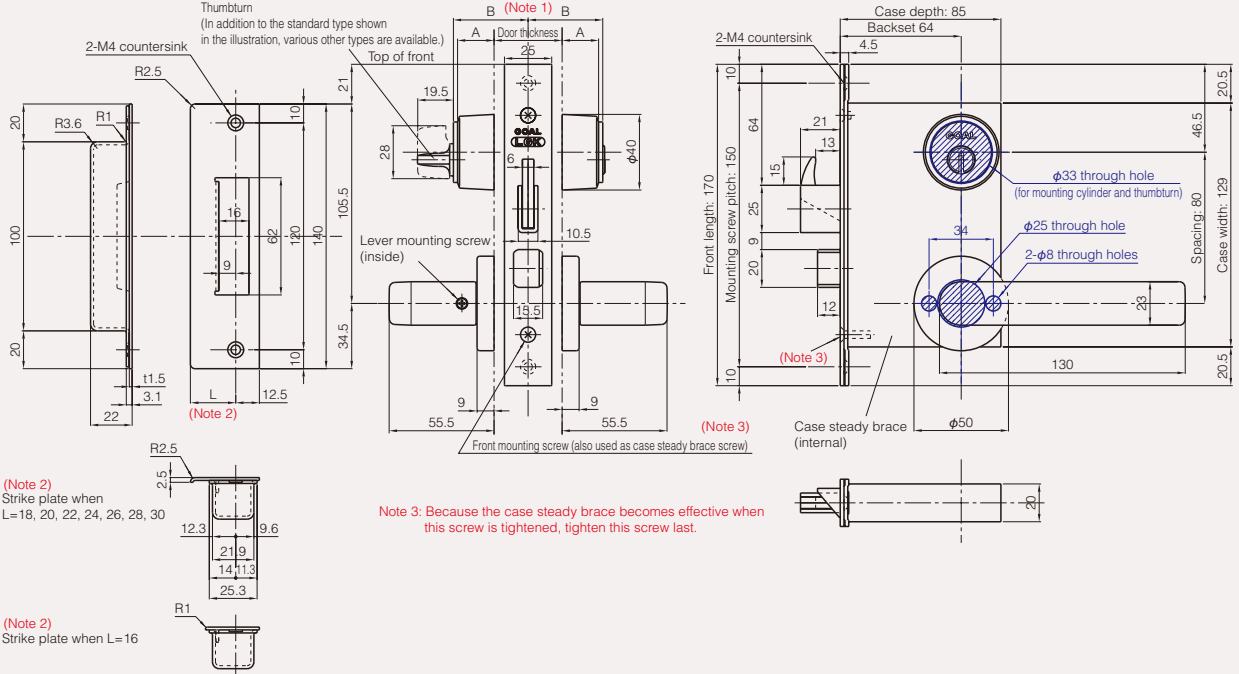 Thumbturn
(In addition to the standard type shown
in the illustration, various other types are available.)
2-M4 countersink
R2.5
R3.6
R1
20
100
20
t1.5
3.1
22
10
16
9
62
120
140
10
L
12.5
(Note 2)
21
105.5
34.5
B
(Note 1)
B
A
Door thickness
A
25
Top of front
19.5
28
GOAL
LGK
6
φ40
10.5
Lever mounting screw
(inside)
15.5
9
9
55.5
55.5
Front mounting screw (also used as case steady brace screw)
(Note 3)
Case depth: 85
Backset 64
2-M4 countersink
4.5
10
64
21
13
15
25
9
20
12
Front length: 170
Mounting screw pitch: 150
10
(Note 3)
GOAL
20.5
46.5
φ33 through hole
(for mounting cylinder and thumbturn)
φ25 through hole
34
2-φ8 through holes
Spacing: 80
Case width: 129
23
130
20.5
φ50
Case steady brace
(internal)
20
(Note 2)
Strike plate when
L=18, 20, 22, 24, 26, 28, 30
R2.5
2.5
12.3
9.6
21.9
14
11.3
25.3
Note 3: Because the case steady brace becomes effective when
this screw is tightened, tighten this screw last.
(Note 2)
Strike plate when L=16
R1